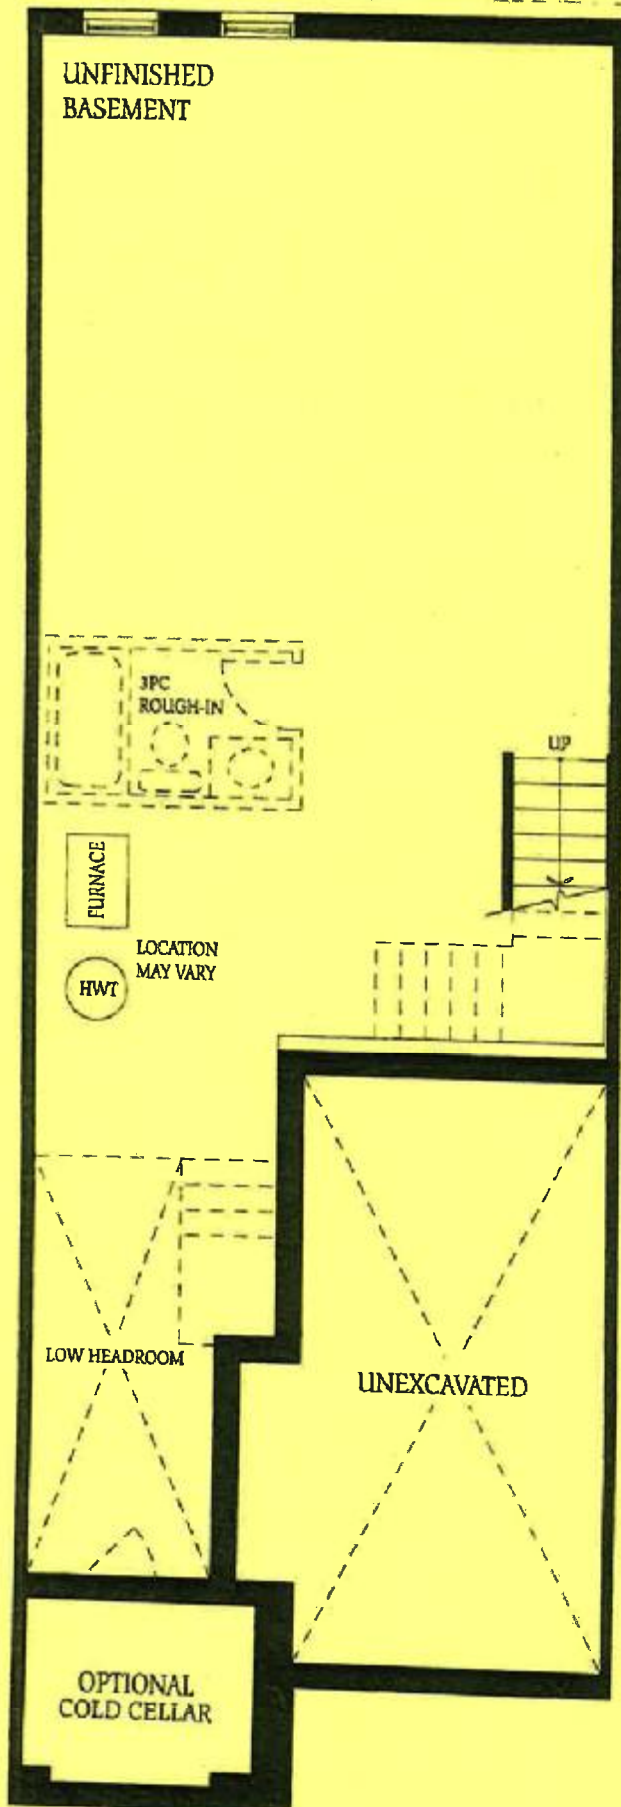 UNFINISHED
BASEMENT
3PC
ROUGH-IN
UP
FURNACE
LOCATION
MAY VARY
HWT
LOW HEADROOM
UNEXCAVATED
OPTIONAL
COLD CELLAR